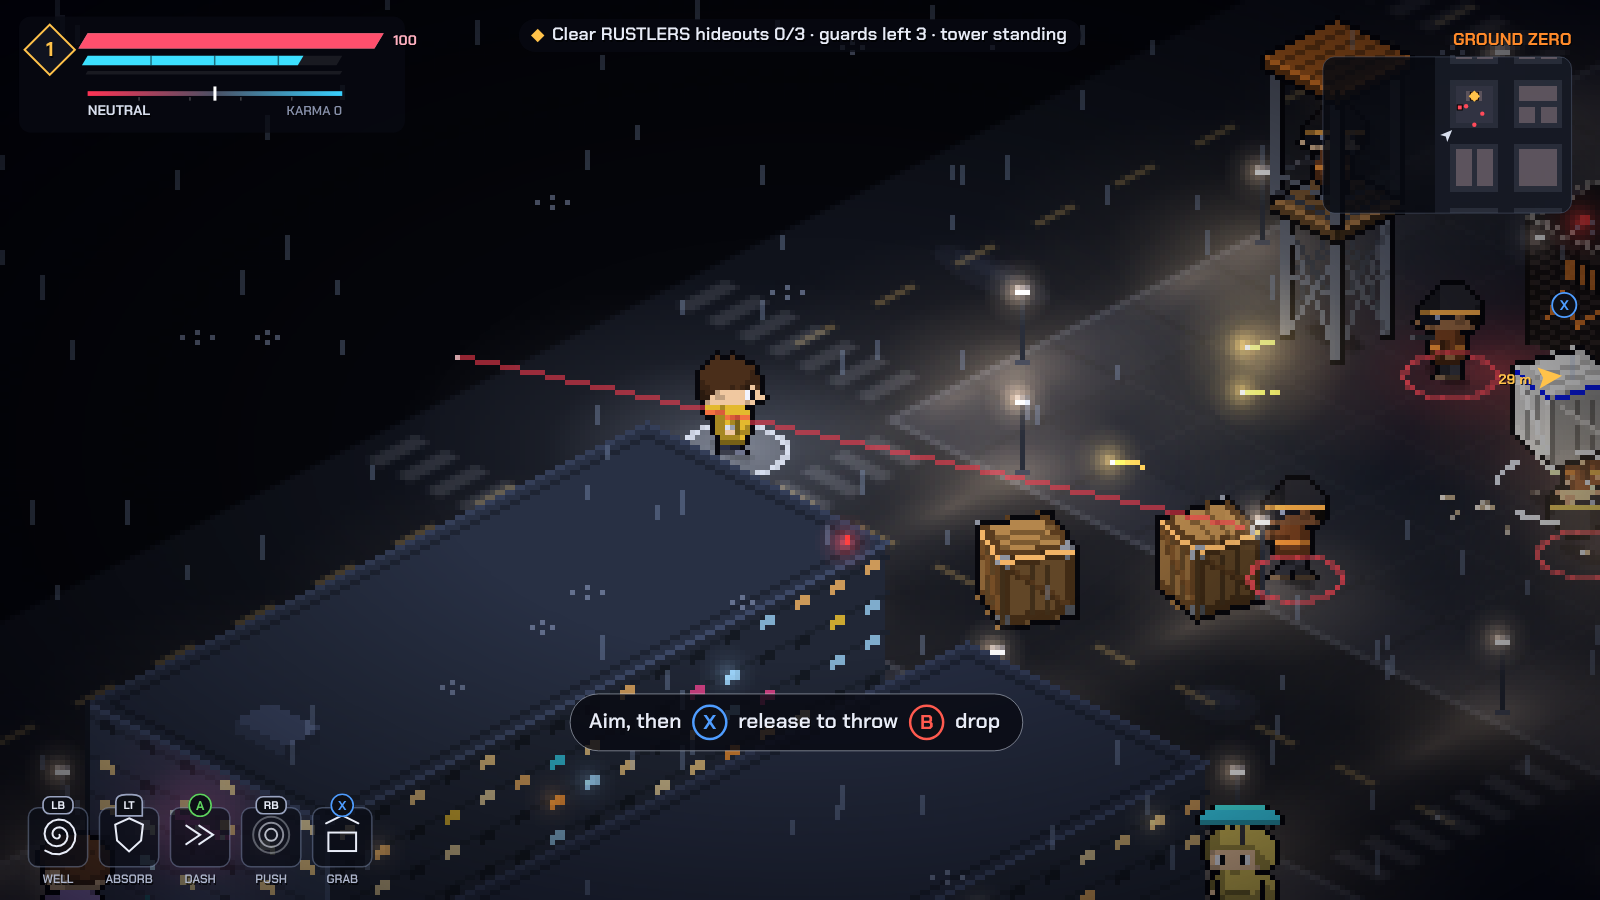 1
100
NEUTRAL
KARMA 0
Clear RUSTLERS hideouts 0/3 · guards left 3 · tower standing
GROUND ZERO
X
29 m
Aim, then X release to throw B drop
LB
LT
A
RB
X
WELL
ABSORB
DASH
PUSH
GRAB